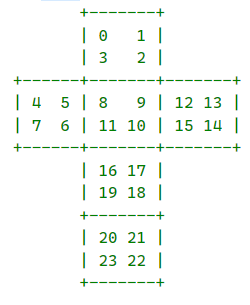 +-------+
        | 0   1 |
        | 3   2 |
+-------+-------+-------+
| 4   5 | 8   9 | 12 13 |
| 7   6 | 11 10 | 15 14 |
+-------+-------+-------+
        | 16 17 |
        | 19 18 |
        +-------+
        | 20 21 |
        | 23 22 |
        +-------+